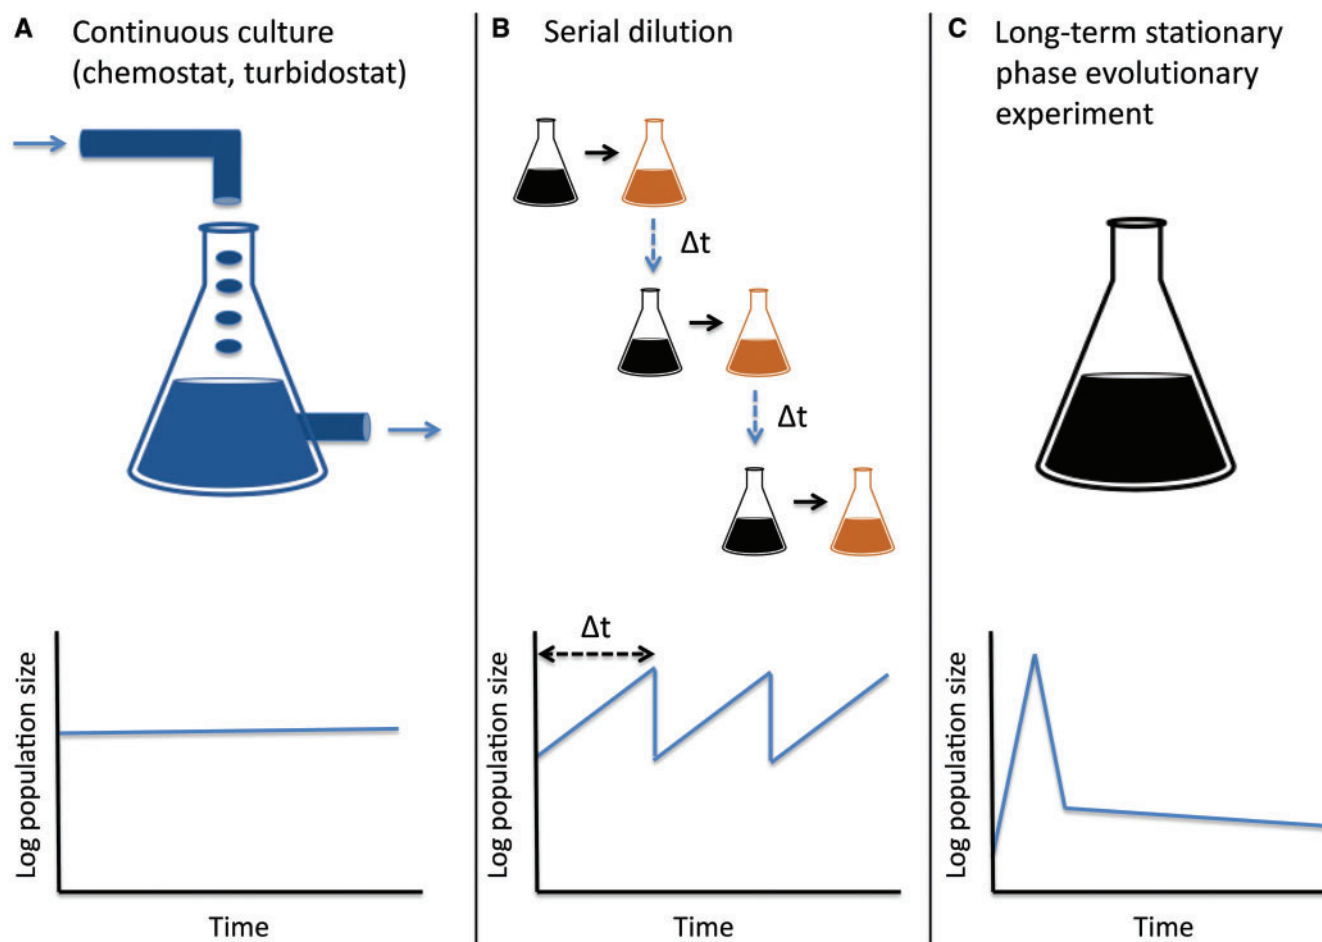 A Continuous culture
(chemostat, turbidostat)
Log population size
Time
B Serial dilution
Δt
Δt
Δt
Log population size
Time
C Long-term stationary
phase evolutionary
experiment
Log population size
Time